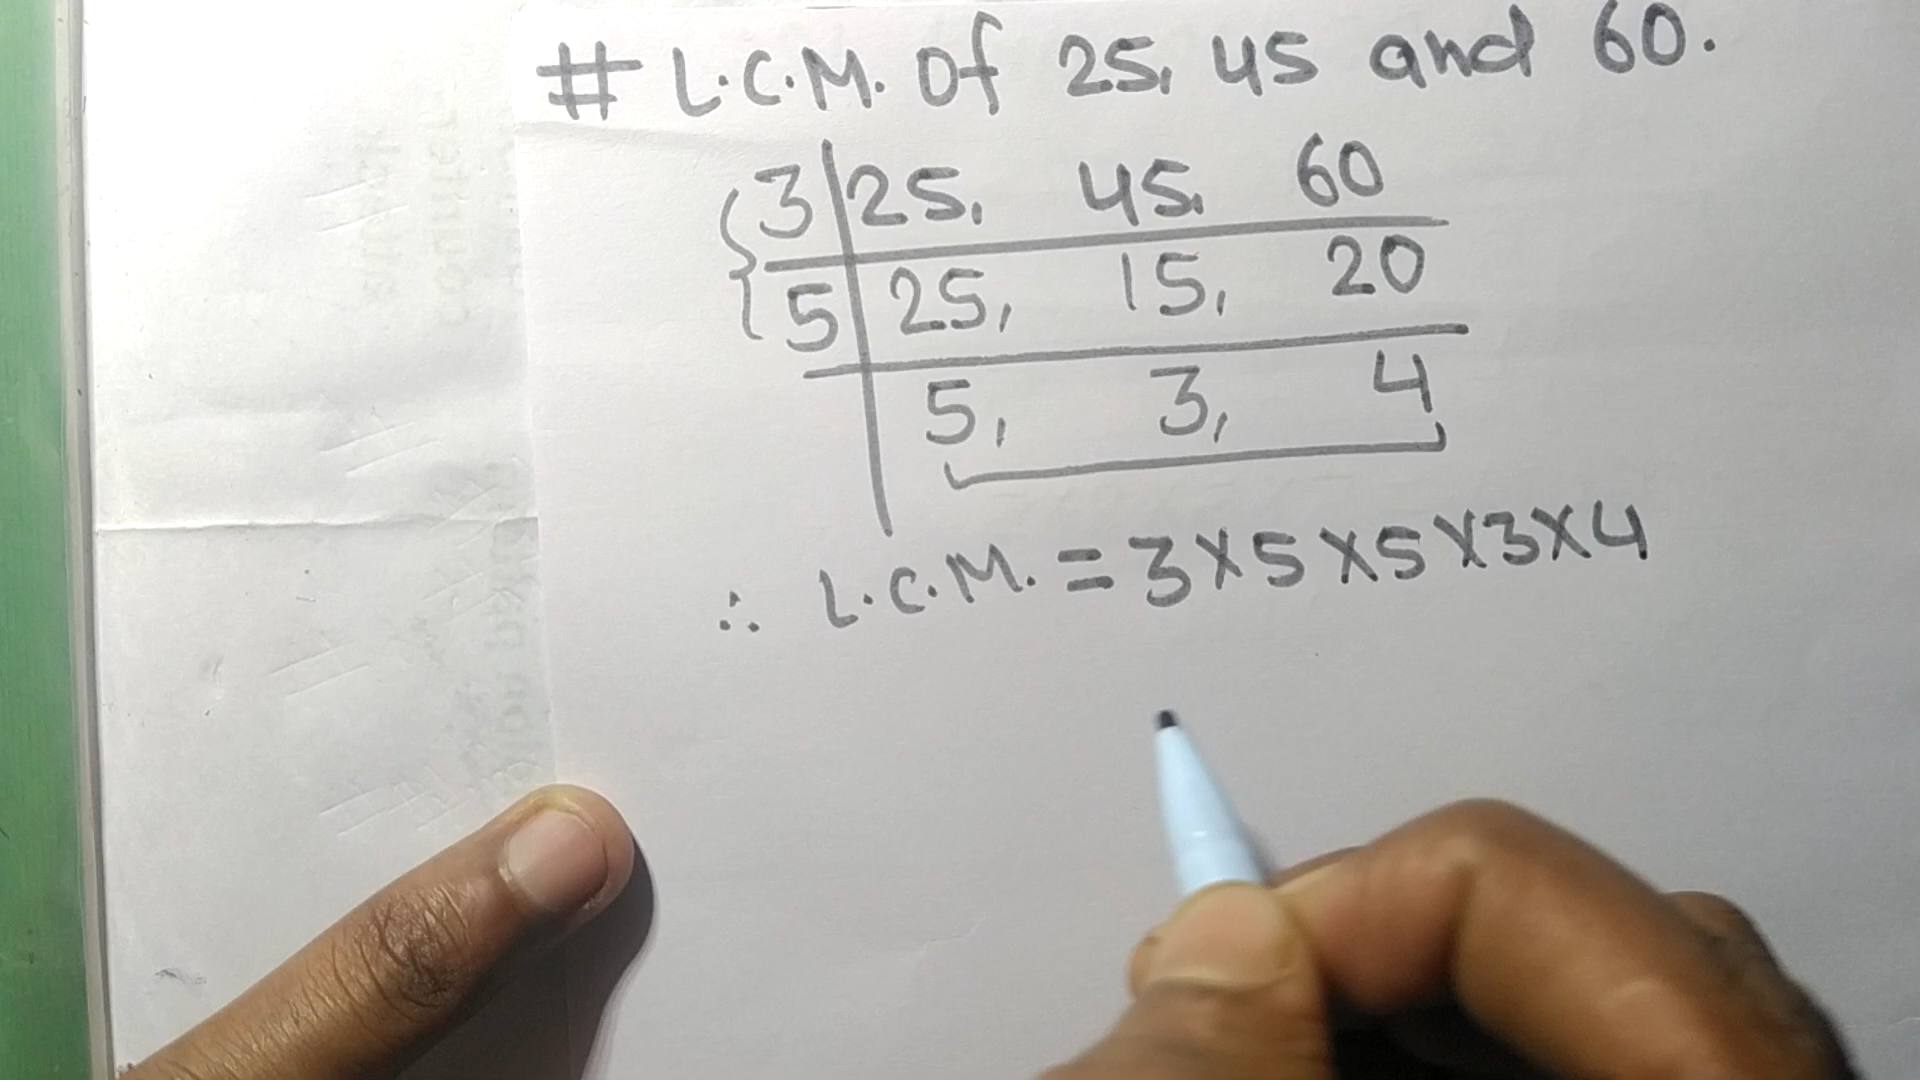 # L.C.M. of 25, 45 and 60.
3 25, 45, 60
5 25, 15, 20
5, 3, 4
∴ L.C.M. = 3×5×5×3×4